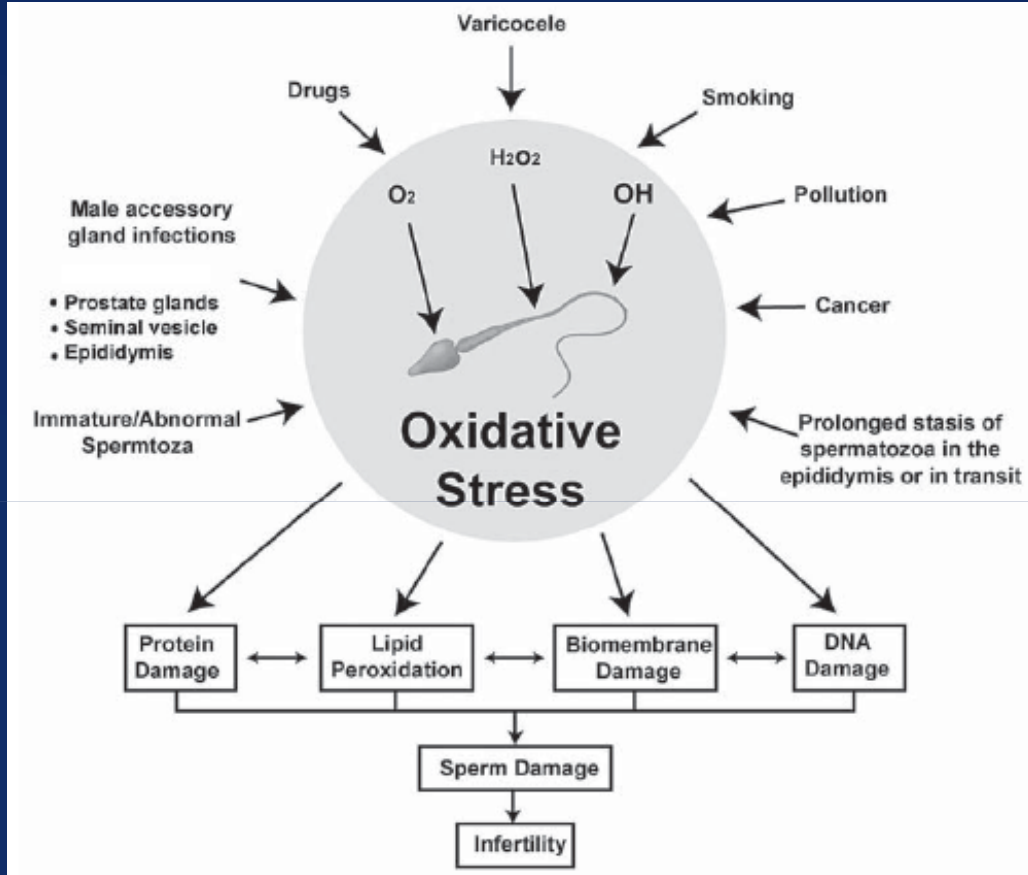 Varicocele
Drugs
Smoking
H2O2
O2
OH
Pollution
Male accessory
gland infections
• Prostate glands
• Seminal vesicle
• Epididymis
Cancer
Immature/Abnormal
Spermtoza
Prolonged stasis of
spermatozoa in the
epididymis or in transit
Oxidative
Stress
Protein
Damage
Lipid
Peroxidation
Biomembrane
Damage
DNA
Damage
Sperm Damage
Infertility